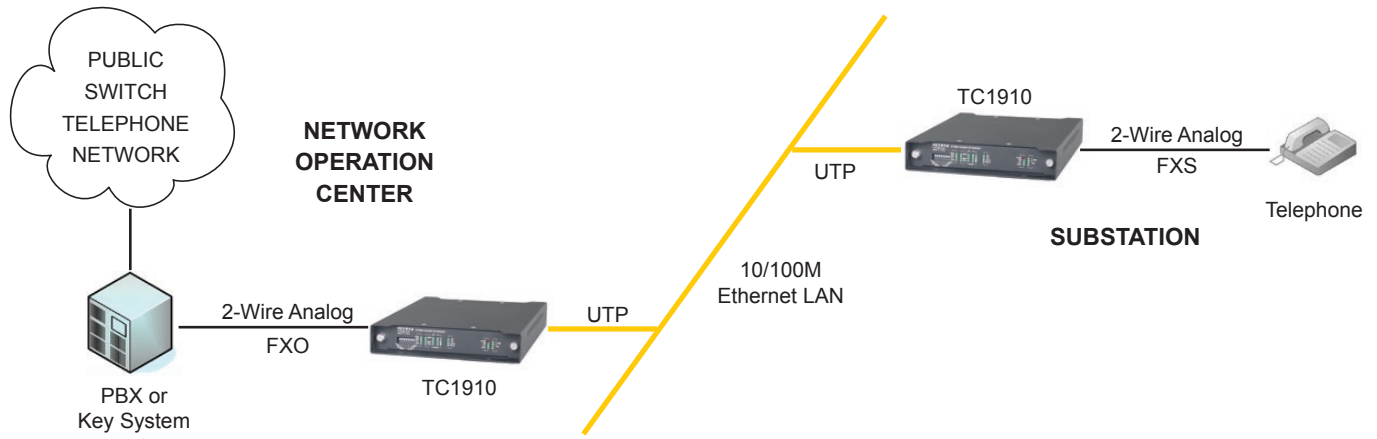 PUBLIC
SWITCH
TELEPHONE
NETWORK
NETWORK
OPERATION
CENTER
2-Wire Analog
FXO
PBX or
Key System
TC1910
UTP
10/100M
Ethernet LAN
UTP
TC1910
2-Wire Analog
FXS
Telephone
SUBSTATION